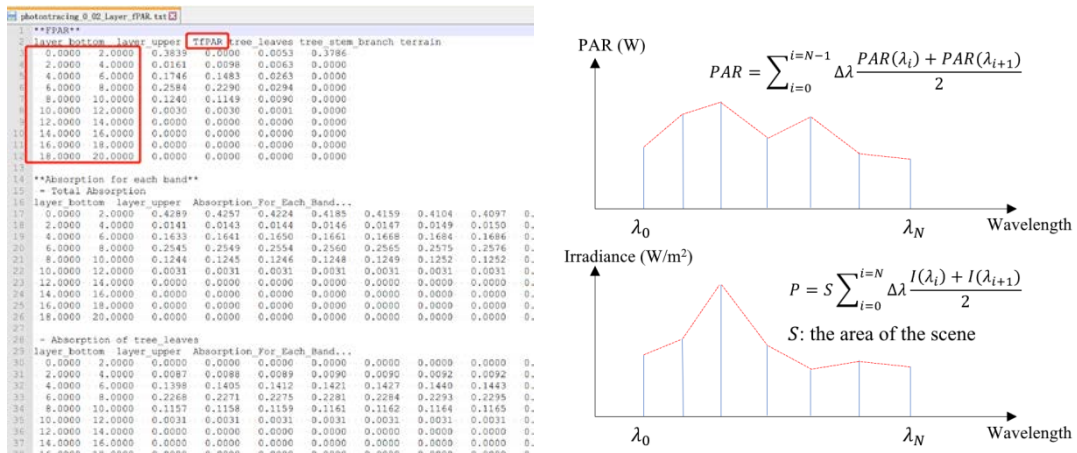 photontracing_0_02_Layer_fPAR.txt
1 **FPAR**
2 layer_bottom layer_upper TfPAR tree_leaves tree_stem_branch terrain
3 0.0000 2.0000 0.3839 0.0000 0.0053 0.3786
4 2.0000 4.0000 0.0161 0.0098 0.0063 0.0000
5 4.0000 6.0000 0.1746 0.1483 0.0263 0.0000
6 6.0000 8.0000 0.2584 0.2290 0.0294 0.0000
7 8.0000 10.0000 0.1240 0.1149 0.0090 0.0000
8 10.0000 12.0000 0.0030 0.0030 0.0001 0.0000
9 12.0000 14.0000 0.0000 0.0000 0.0000 0.0000
10 14.0000 16.0000 0.0000 0.0000 0.0000 0.0000
11 16.0000 18.0000 0.0000 0.0000 0.0000 0.0000
12 18.0000 20.0000 0.0000 0.0000 0.0000 0.0000
13
14 **Absorption for each band**
15 - Total Absorption
16 layer_bottom layer_upper Absorption_For_Each_Band...
17 0.0000 2.0000 0.4289 0.4257 0.4224 0.4185 0.4159 0.4104 0.4097 0.
18 2.0000 4.0000 0.0141 0.0143 0.0144 0.0146 0.0147 0.0149 0.0150 0.
19 4.0000 6.0000 0.1633 0.1641 0.1650 0.1661 0.1668 0.1684 0.1686 0.
20 6.0000 8.0000 0.2545 0.2549 0.2554 0.2560 0.2565 0.2575 0.2576 0.
21 8.0000 10.0000 0.1244 0.1245 0.1246 0.1248 0.1249 0.1252 0.1252 0.
22 10.0000 12.0000 0.0031 0.0031 0.0031 0.0031 0.0031 0.0031 0.0031 0.
23 12.0000 14.0000 0.0000 0.0000 0.0000 0.0000 0.0000 0.0000 0.0000 0.
24 14.0000 16.0000 0.0000 0.0000 0.0000 0.0000 0.0000 0.0000 0.0000 0.
25 16.0000 18.0000 0.0000 0.0000 0.0000 0.0000 0.0000 0.0000 0.0000 0.
26 18.0000 20.0000 0.0000 0.0000 0.0000 0.0000 0.0000 0.0000 0.0000 0.
27
28 - Absorption of tree_leaves
29 layer_bottom layer_upper Absorption_For_Each_Band...
30 0.0000 2.0000 0.0000 0.0000 0.0000 0.0000 0.0000 0.0000 0.0000 0.
31 2.0000 4.0000 0.0087 0.0088 0.0089 0.0090 0.0090 0.0092 0.0092 0.
32 4.0000 6.0000 0.1398 0.1405 0.1412 0.1421 0.1427 0.1440 0.1443 0.
33 6.0000 8.0000 0.2268 0.2271 0.2275 0.2281 0.2284 0.2293 0.2295 0.
34 8.0000 10.0000 0.1157 0.1158 0.1159 0.1161 0.1162 0.1164 0.1165 0.
35 10.0000 12.0000 0.0031 0.0031 0.0031 0.0031 0.0031 0.0031 0.0031 0.
36 12.0000 14.0000 0.0000 0.0000 0.0000 0.0000 0.0000 0.0000 0.0000 0.
37 14.0000 16.0000 0.0000 0.0000 0.0000 0.0000 0.0000 0.0000 0.0000 0.
PAR (W)
PAR = ∑_{i=0}^{i=N−1} Δλ (PAR(λ_i) + PAR(λ_{i+1}))/2
λ_0 λ_N Wavelength
Irradiance (W/m²)
P = S ∑_{i=0}^{i=N} Δλ (I(λ_i) + I(λ_{i+1}))/2
S: the area of the scene
λ_0 λ_N Wavelength